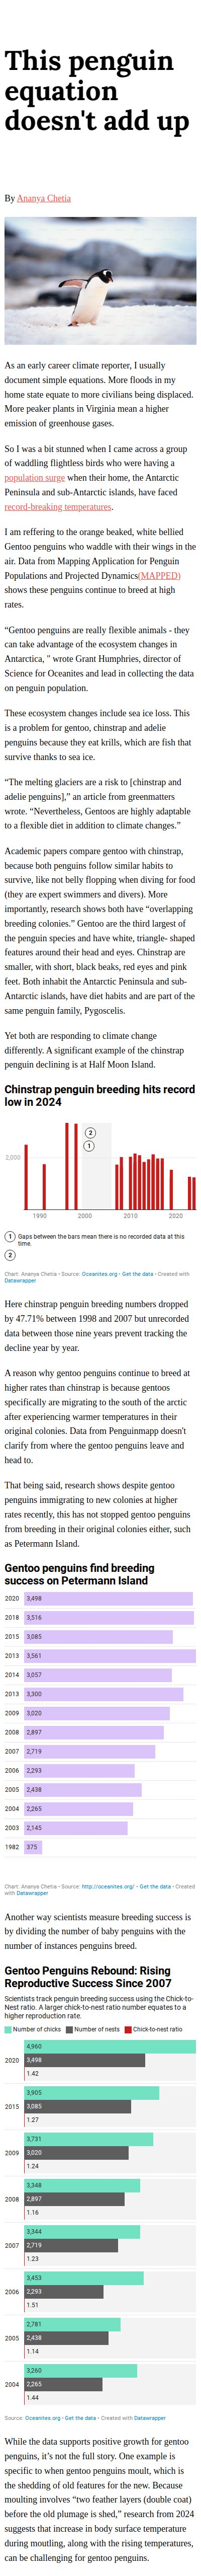 This penguin
equation
doesn't add up
By Ananya Chetia
As an early career climate reporter, I usually
document simple equations. More floods in my
home state equate to more civilians being displaced.
More peaker plants in Virginia mean a higher
emission of greenhouse gases.
So I was a bit stunned when I came across a group
of waddling flightless birds who were having a
population surge when their home, the Antarctic
Peninsula and sub-Antarctic islands, have faced
record-breaking temperatures.
I am reffering to the orange beaked, white bellied
Gentoo penguins who waddle with their wings in the
air. Data from Mapping Application for Penguin
Populations and Projected Dynamics(MAPPED)
shows these penguins continue to breed at high
rates.
“Gentoo penguins are really flexible animals - they
can take advantage of the ecosystem changes in
Antarctica, " wrote Grant Humphries, director of
Science for Oceanites and lead in collecting the data
on penguin population.
These ecosystem changes include sea ice loss. This
is a problem for gentoo, chinstrap and adelie
penguins because they eat krills, which are fish that
survive thanks to sea ice.
“The melting glaciers are a risk to [chinstrap and
adelie penguins],” an article from greenmatters
wrote. “Nevertheless, Gentoos are highly adaptable
to a flexible diet in addition to climate changes.”
Academic papers compare gentoo with chinstrap,
because both penguins follow similar habits to
survive, like not belly flopping when diving for food
(they are expert swimmers and divers). More
importantly, research shows both have “overlapping
breeding colonies.” Gentoo are the third largest of
the penguin species and have white, triangle- shaped
features around their head and eyes. Chinstrap are
smaller, with short, black beaks, red eyes and pink
feet. Both inhabit the Antarctic Peninsula and sub-
Antarctic islands, have diet habits and are part of the
same penguin family, Pygoscelis.
Yet both are responding to climate change
differently. A significant example of the chinstrap
penguin declining is at Half Moon Island.
Chinstrap penguin breeding hits record
low in 2024
2
1
2,000
1990 2000 2010 2020
1 Gaps between the bars mean there is no recorded data at this
time.
2
Chart: Ananya Chetia • Source: Oceanites.org • Get the data • Created with
Datawrapper
Here chinstrap penguin breeding numbers dropped
by 47.71% between 1998 and 2007 but unrecorded
data between those nine years prevent tracking the
decline year by year.
A reason why gentoo penguins continue to breed at
higher rates than chinstrap is because gentoos
specifically are migrating to the south of the arctic
after experiencing warmer temperatures in their
original colonies. Data from Penguinmapp doesn't
clarify from where the gentoo penguins leave and
head to.
That being said, research shows despite gentoo
penguins immigrating to new colonies at higher
rates recently, this has not stopped gentoo penguins
from breeding in their original colonies either, such
as Petermann Island.
Gentoo penguins find breeding
success on Petermann Island
2020 3,498
2018 3,516
2015 3,085
2013 3,561
2014 3,057
2013 3,300
2009 3,020
2008 2,897
2007 2,719
2006 2,293
2005 2,438
2004 2,265
2003 2,145
1982 375
Chart: Ananya Chetia • Source: http://oceanites.org/ • Get the data • Created
with Datawrapper
Another way scientists measure breeding success is
by dividing the number of baby penguins with the
number of instances penguins breed.
Gentoo Penguins Rebound: Rising
Reproductive Success Since 2007
Scientists track penguin breeding success using the Chick-to-
Nest ratio. A larger chick-to-nest ratio number equates to a
higher reproduction rate.
Number of chicks Number of nests Chick-to-nest ratio
4,960
2020 3,498
1.42
3,905
2015 3,085
1.27
3,731
2009 3,020
1.24
3,348
2008 2,897
1.16
3,344
2007 2,719
1.23
3,453
2006 2,293
1.51
2,781
2005 2,438
1.14
3,260
2004 2,265
1.44
Source: Oceanites.org • Get the data • Created with Datawrapper
While the data supports positive growth for gentoo
penguins, it’s not the full story. One example is
specific to when gentoo penguins moult, which is
the shedding of old features for the new. Because
moulting involves “two feather layers (double coat)
before the old plumage is shed,” research from 2024
suggests that increase in body surface temperature
during moutling, along with the rising temperatures,
can be challenging for gentoo penguins.